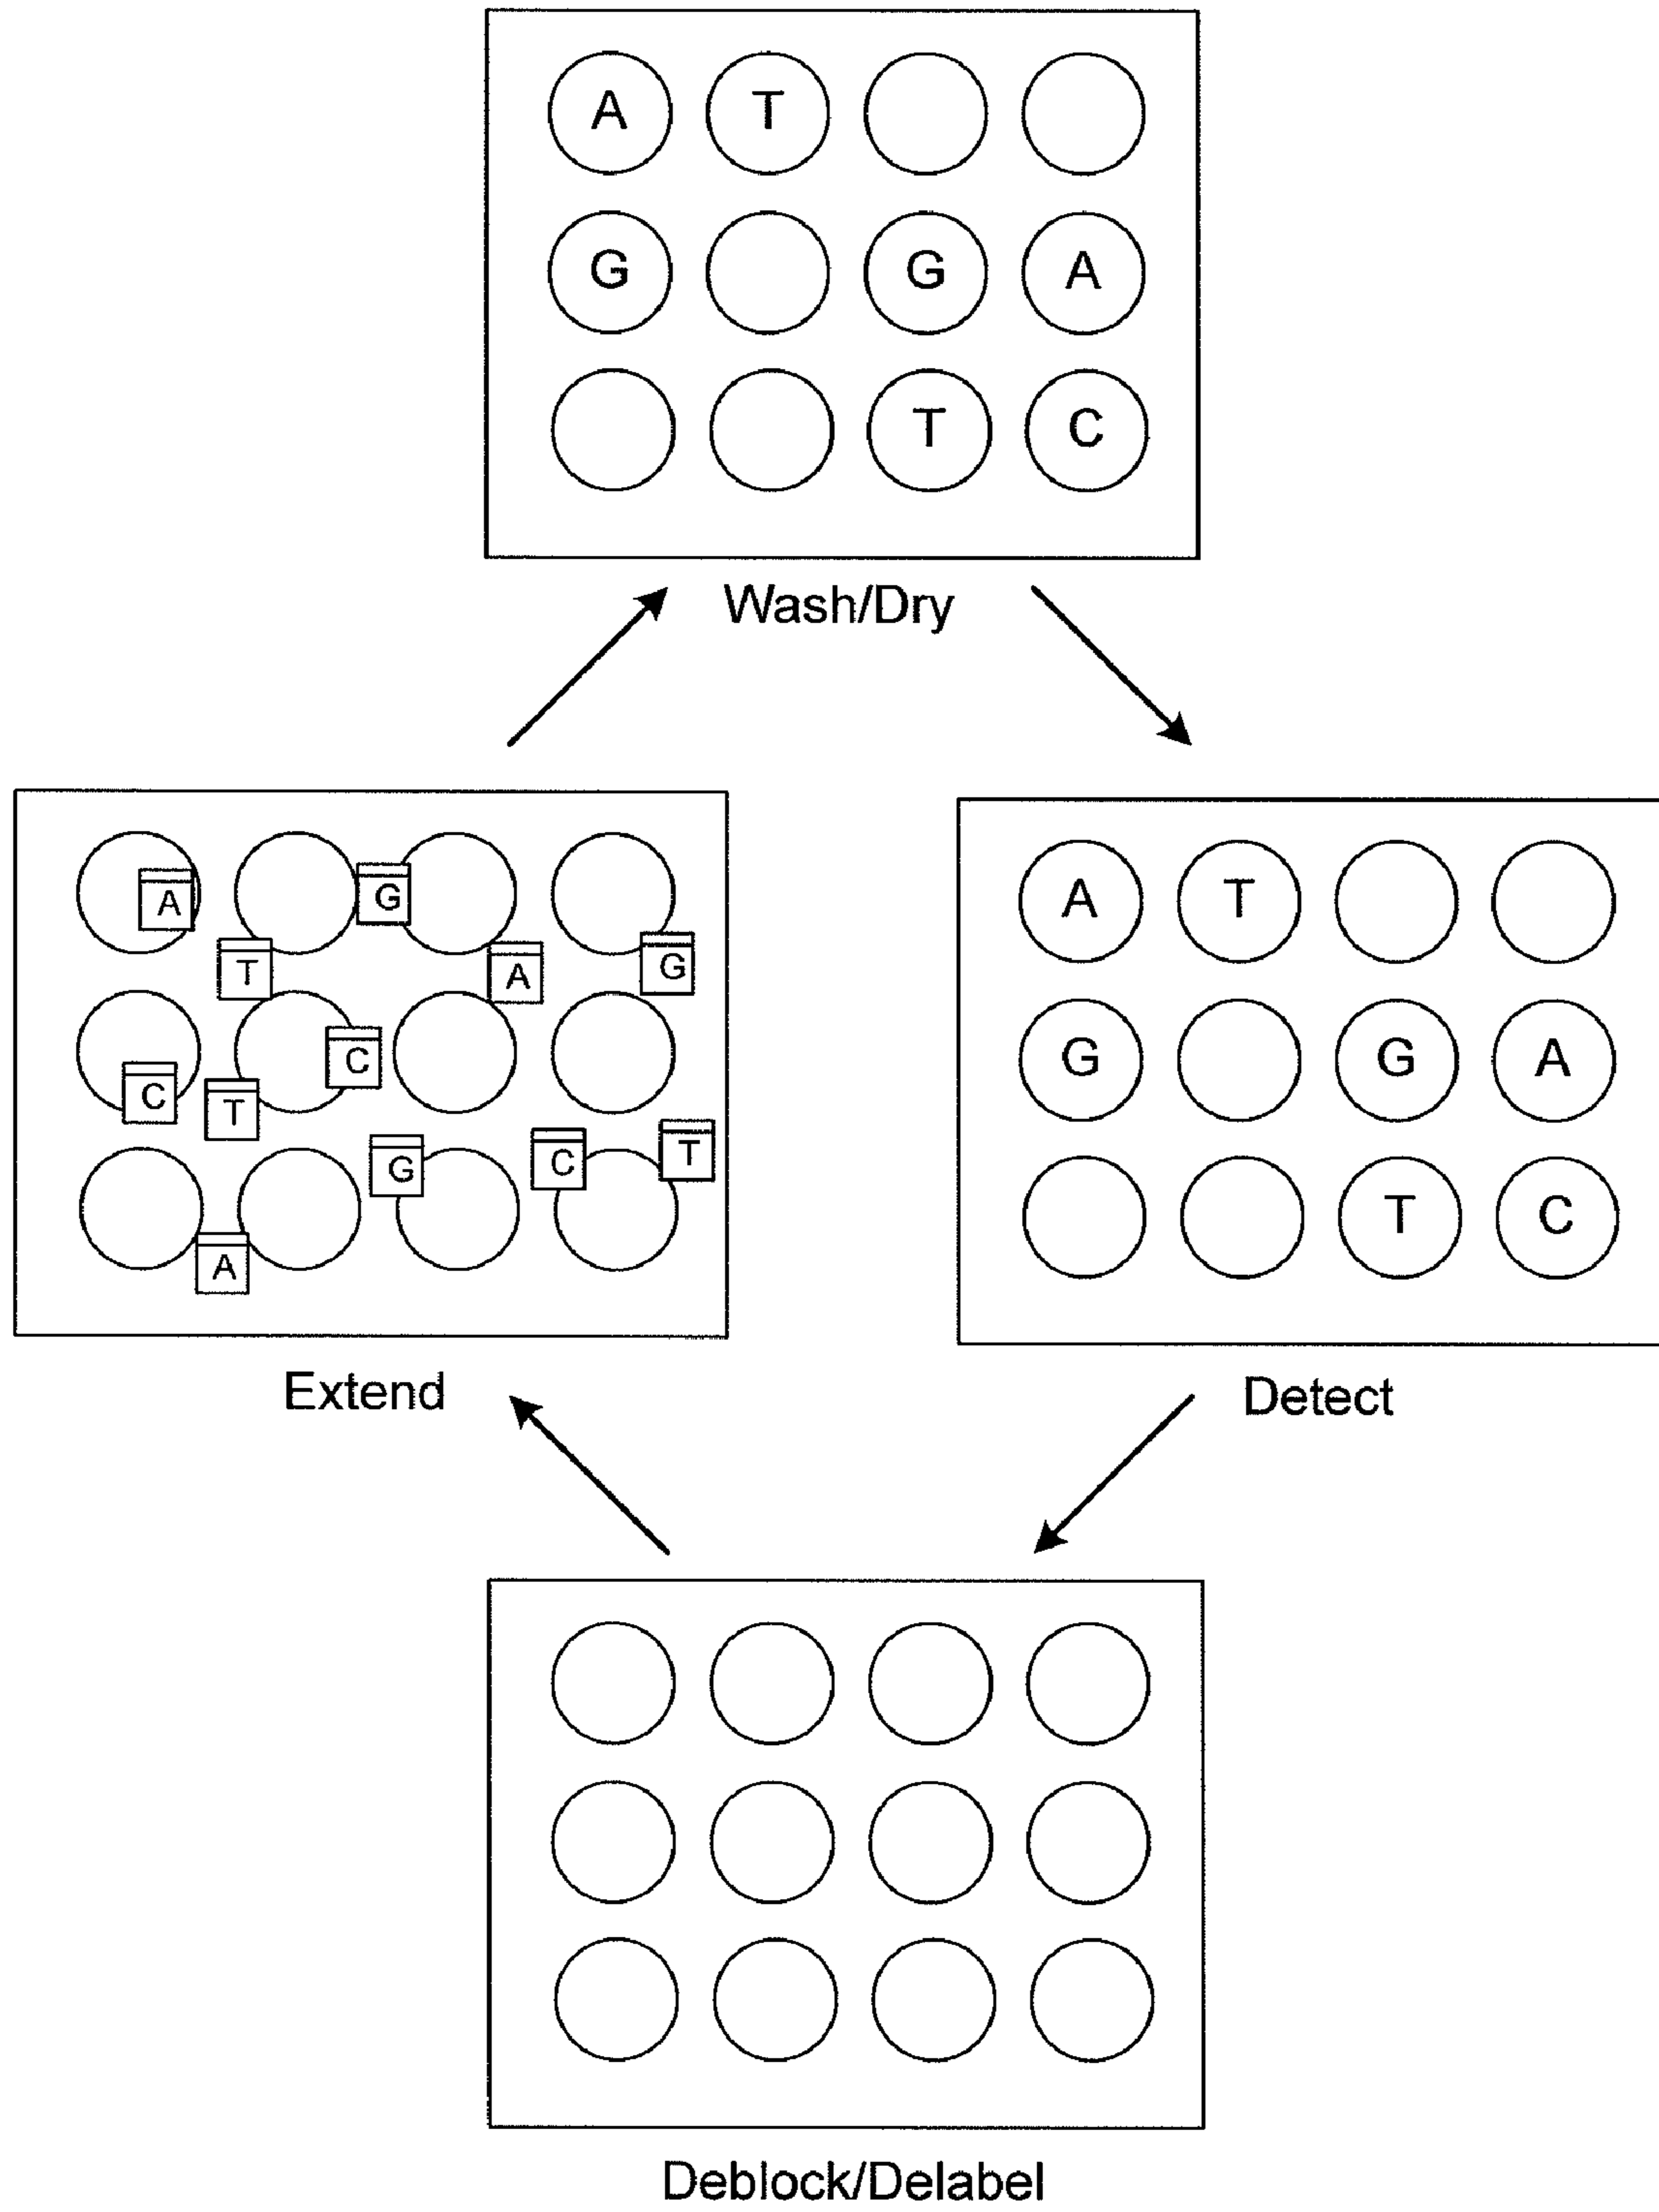 A T
G G A
T C
Wash/Dry
A G
T A G
C T C
G C T
A
Extend
A T
G G A
T C
Detect
Deblock/Delabel